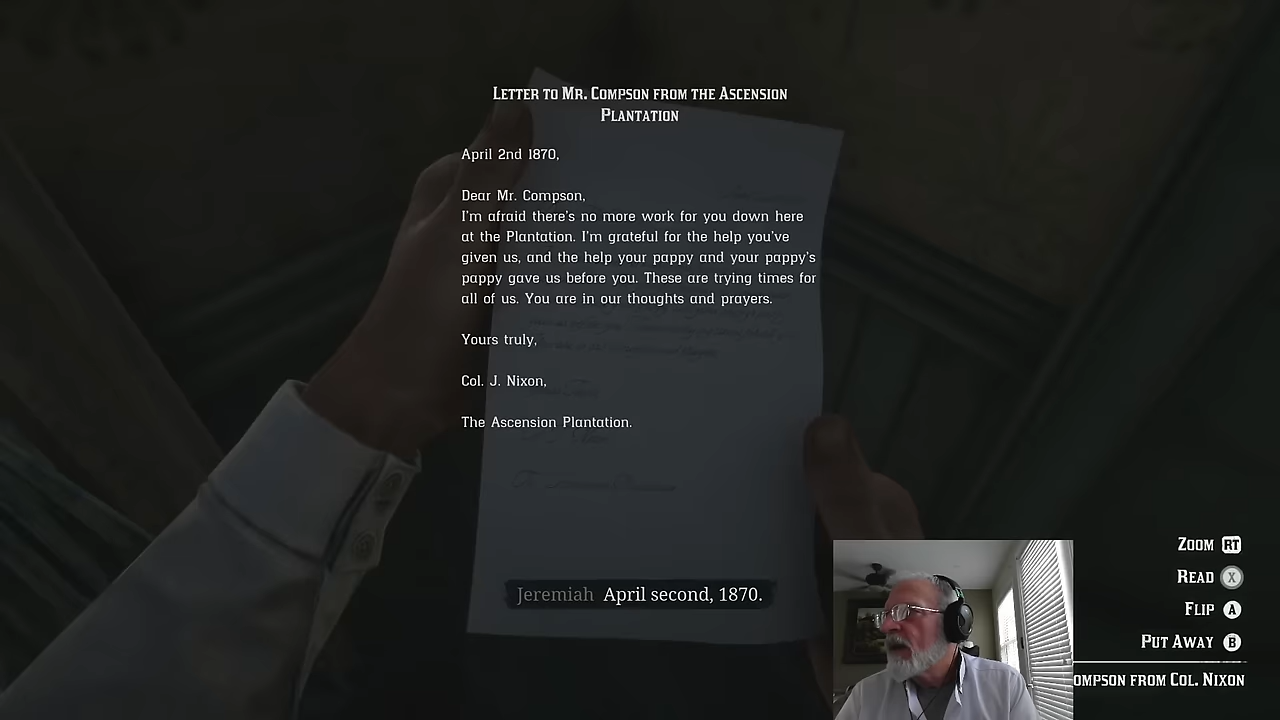 LETTER TO MR. COMPSON FROM THE ASCENSION
PLANTATION
April 2nd 1870,
Dear Mr. Compson,
I'm afraid there's no more work for you down here
at the Plantation. I'm grateful for the help you've
given us, and the help your pappy and your pappy's
pappy gave us before you. These are trying times for
all of us. You are in our thoughts and prayers.
Yours truly,
Col. J. Nixon,
The Ascension Plantation.
Jeremiah April second, 1870.
ZOOM RT
READ X
FLIP A
PUT AWAY B
OMPSON FROM COL. NIXON